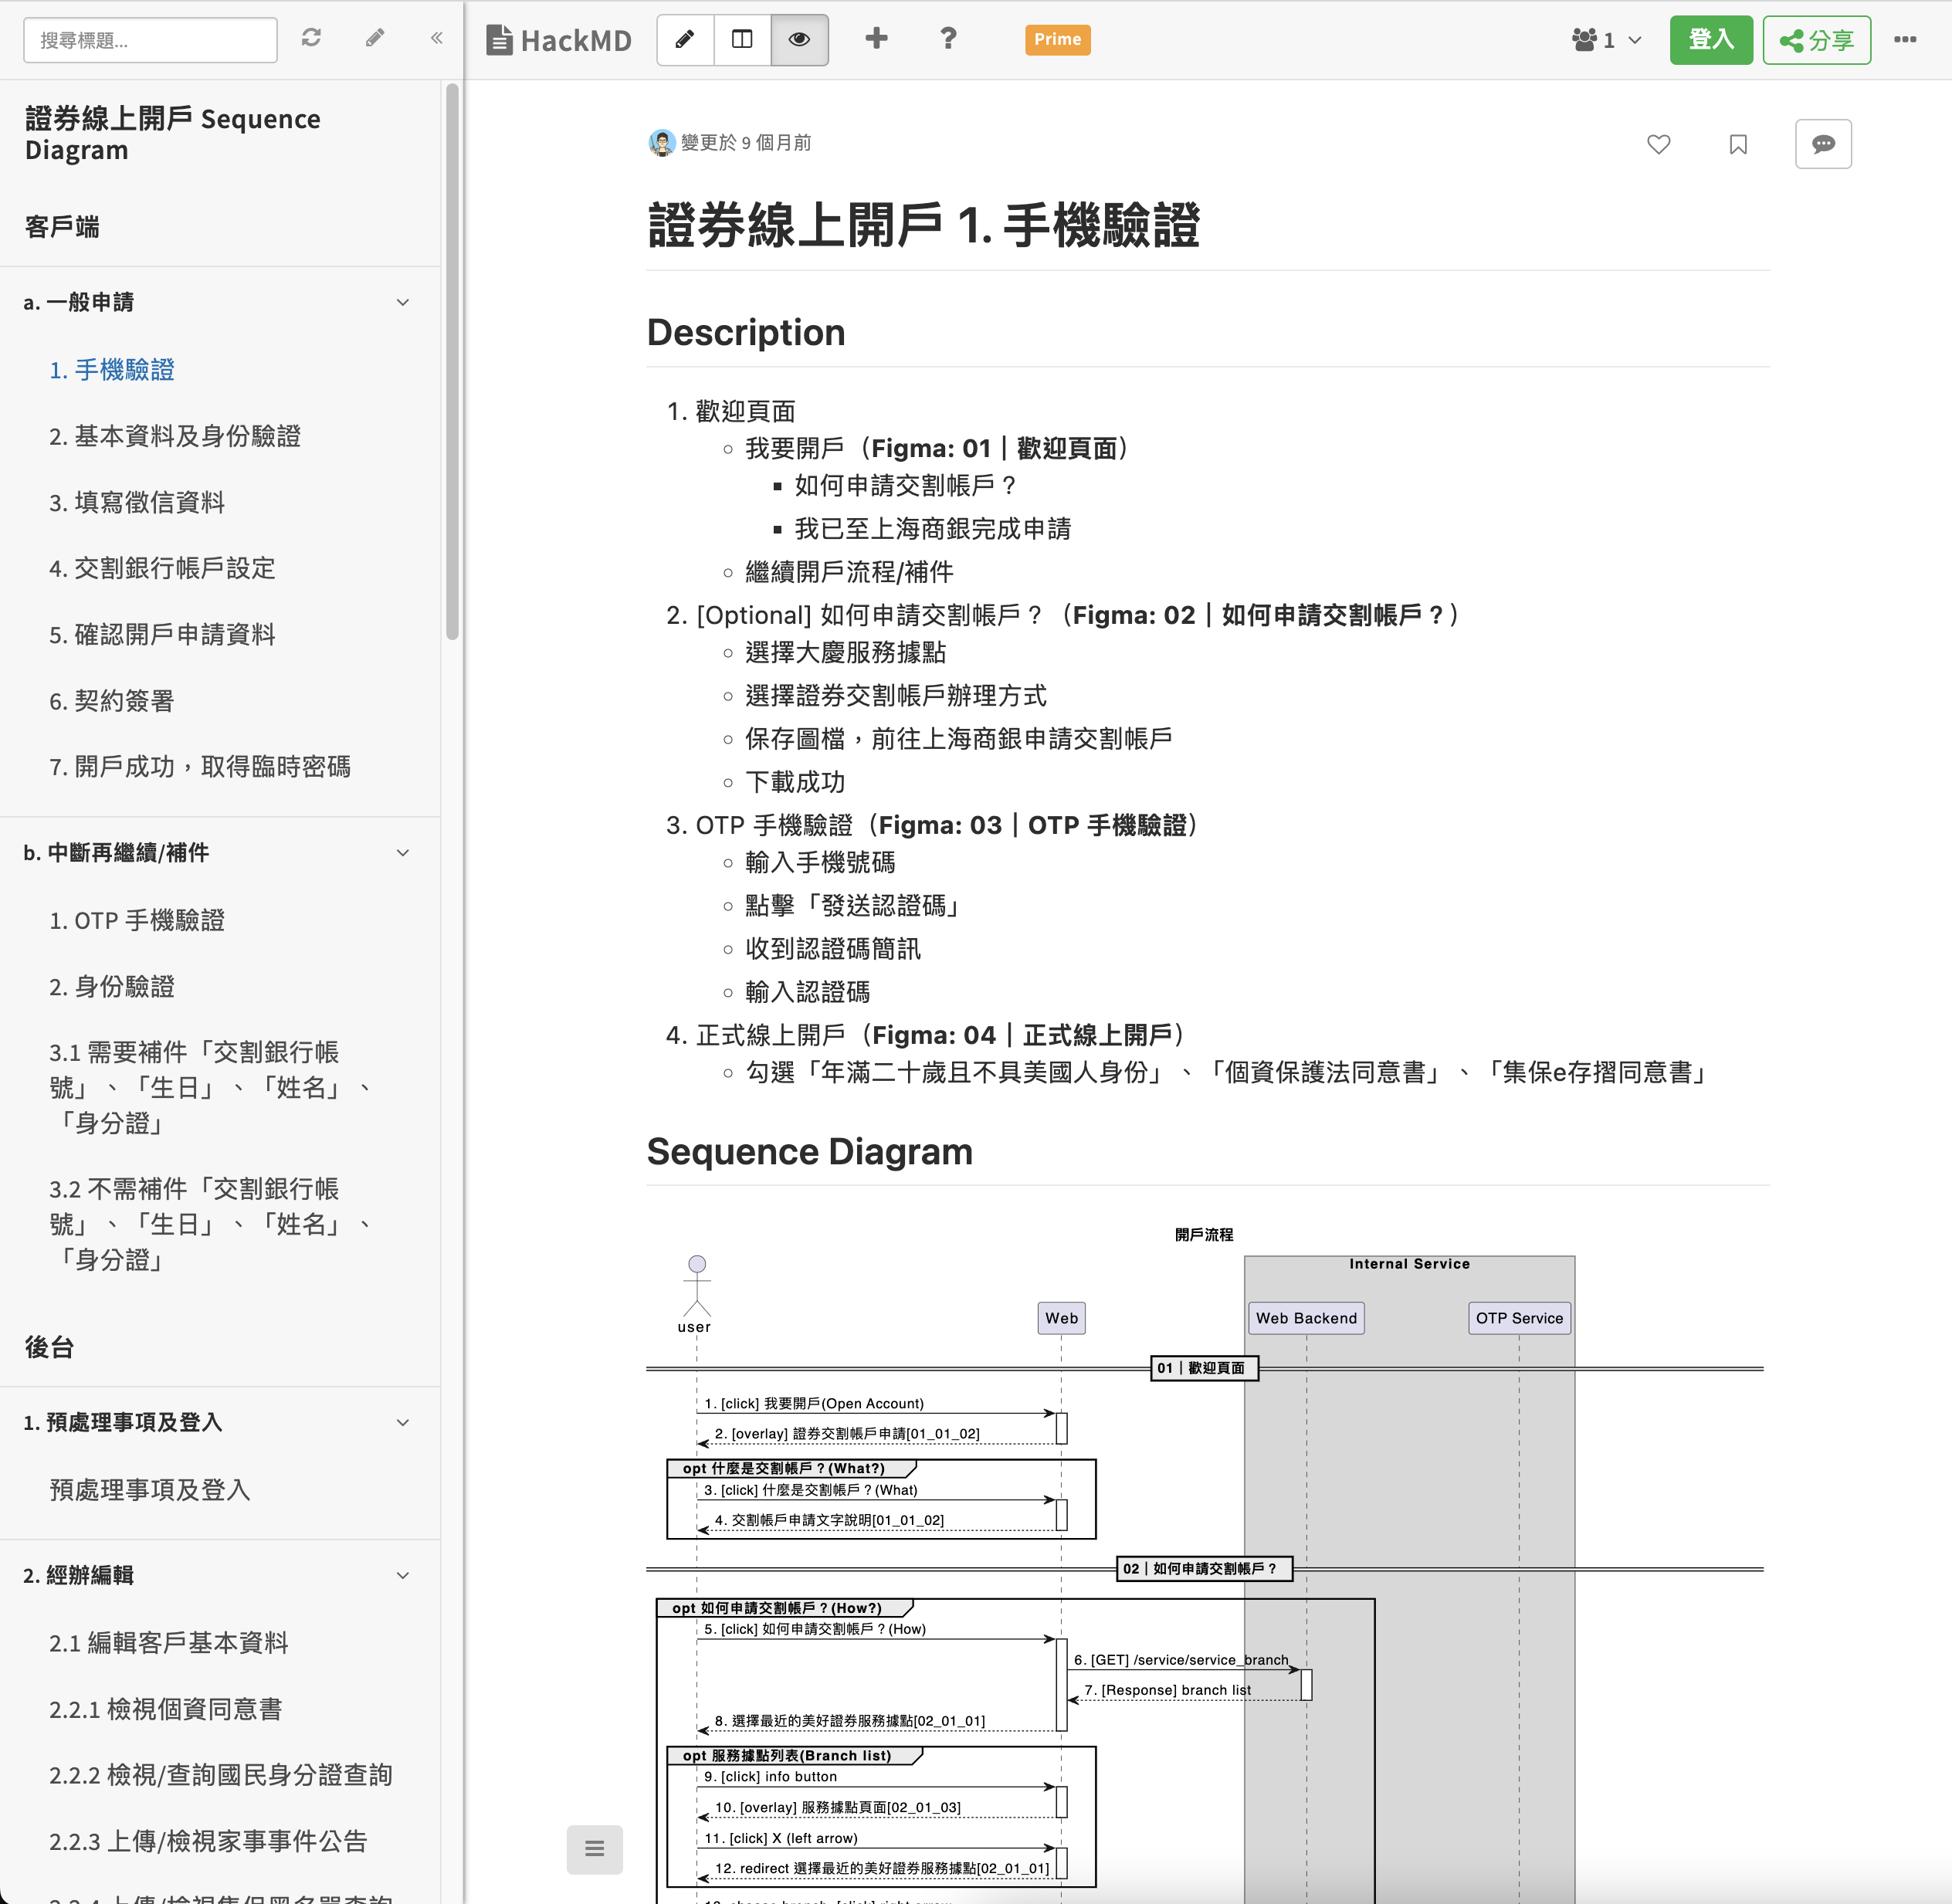 搜尋標題...
HackMD
Prime
1
登入
分享
證券線上開戶 Sequence
Diagram
客戶端
a. 一般申請
1. 手機驗證
2. 基本資料及身份驗證
3. 填寫徵信資料
4. 交割銀行帳戶設定
5. 確認開戶申請資料
6. 契約簽署
7. 開戶成功，取得臨時密碼
b. 中斷再繼續/補件
1. OTP 手機驗證
2. 身份驗證
3.1 需要補件「交割銀行帳
號」、「生日」、「姓名」、
「身分證」
3.2 不需補件「交割銀行帳
號」、「生日」、「姓名」、
「身分證」
後台
1. 預處理事項及登入
預處理事項及登入
2. 經辦編輯
2.1 編輯客戶基本資料
2.2.1 檢視個資同意書
2.2.2 檢視/查詢國民身分證查詢
2.2.3 上傳/檢視家事事件公告
2.2.4 上傳/檢視集保黑名單查詢
變更於 9 個月前
證券線上開戶 1. 手機驗證
Description
1. 歡迎頁面
我要開戶（Figma: 01｜歡迎頁面）
如何申請交割帳戶？
我已至上海商銀完成申請
繼續開戶流程/補件
2. [Optional] 如何申請交割帳戶？（Figma: 02｜如何申請交割帳戶？）
選擇大慶服務據點
選擇證券交割帳戶辦理方式
保存圖檔，前往上海商銀申請交割帳戶
下載成功
3. OTP 手機驗證（Figma: 03｜OTP 手機驗證）
輸入手機號碼
點擊「發送認證碼」
收到認證碼簡訊
輸入認證碼
4. 正式線上開戶（Figma: 04｜正式線上開戶）
勾選「年滿二十歲且不具美國人身份」、「個資保護法同意書」、「集保e存摺同意書」
Sequence Diagram
開戶流程
Internal Service
user
Web
Web Backend
OTP Service
01｜歡迎頁面
1. [click] 我要開戶(Open Account)
2. [overlay] 證券交割帳戶申請[01_01_02]
opt 什麼是交割帳戶？(What?)
3. [click] 什麼是交割帳戶？(What)
4. 交割帳戶申請文字說明[01_01_02]
02｜如何申請交割帳戶？
opt 如何申請交割帳戶？(How?)
5. [click] 如何申請交割帳戶？(How)
6. [GET] /service/service_branch
7. [Response] branch list
8. 選擇最近的美好證券服務據點[02_01_01]
opt 服務據點列表(Branch list)
9. [click] info button
10. [overlay] 服務據點頁面[02_01_03]
11. [click] X (left arrow)
12. redirect 選擇最近的美好證券服務據點[02_01_01]